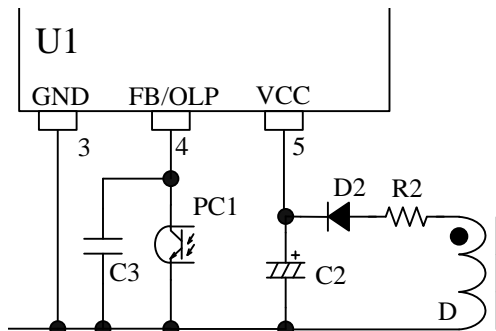 U1
GND FB/OLP VCC
3 4 5
D2 R2
PC1
+
C3 C2
D